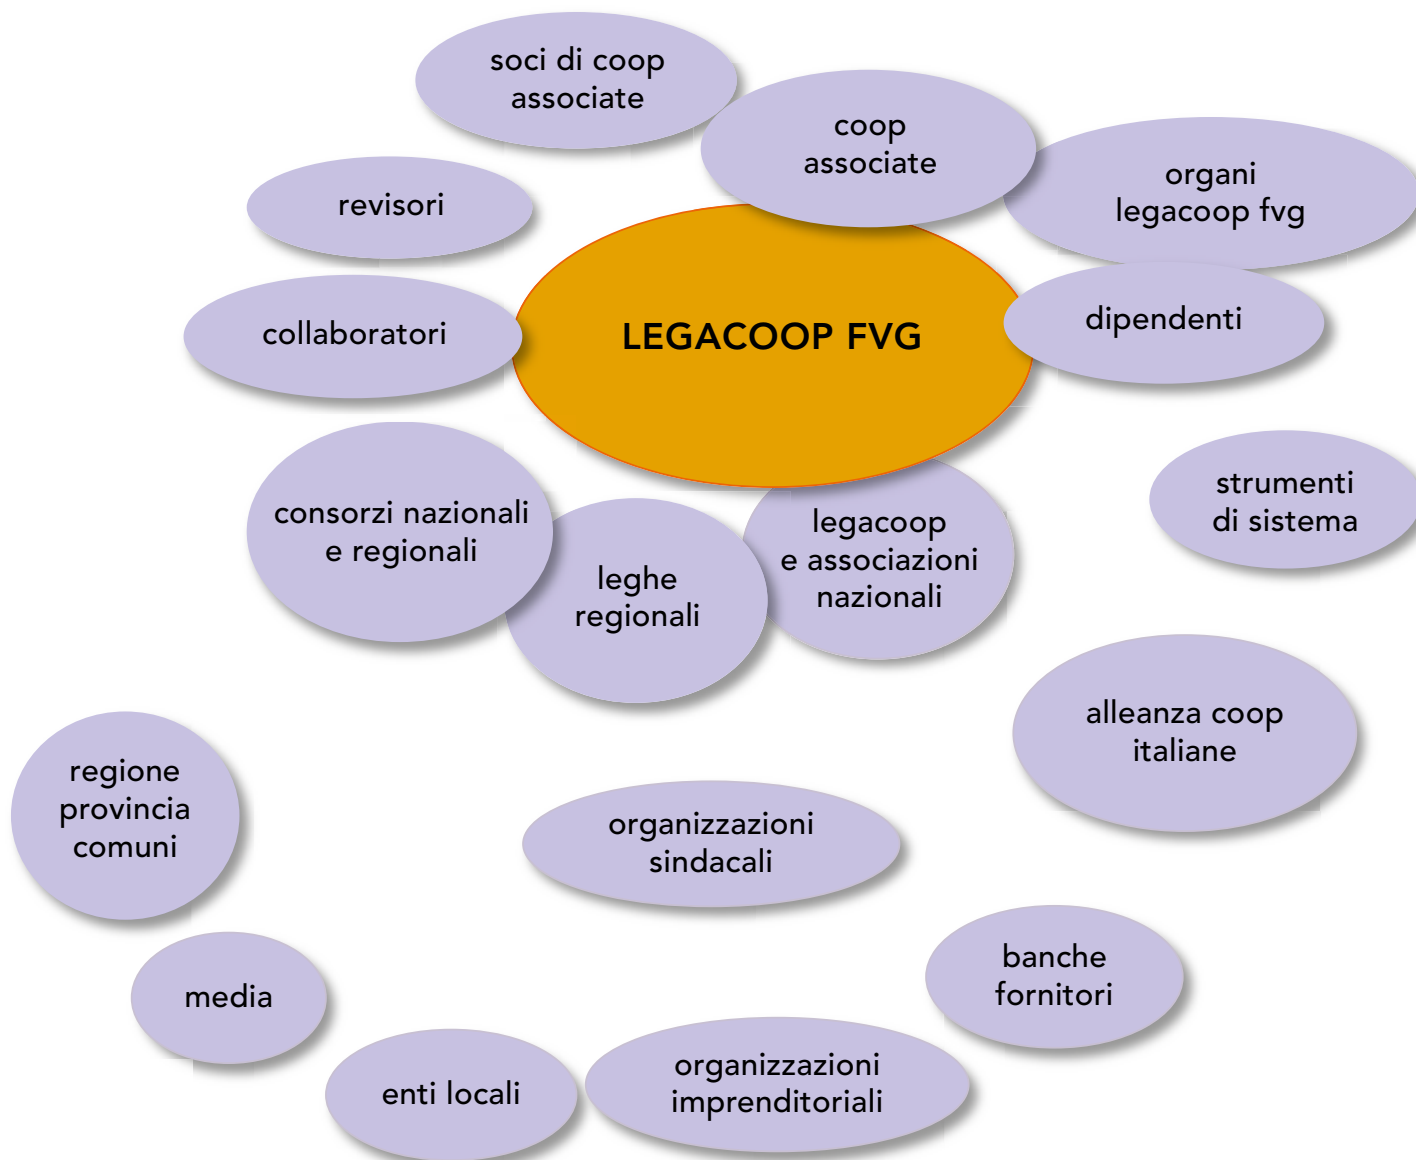 soci di coop
associate
coop
associate
organi
legacoop fvg
revisori
collaboratori
LEGACOOP FVG
dipendenti
consorzi nazionali
e regionali
leghe
regionali
legacoop
e associazioni
nazionali
strumenti
di sistema
alleanza coop
italiane
regione
provincia
comuni
organizzazioni
sindacali
media
banche
fornitori
enti locali
organizzazioni
imprenditoriali